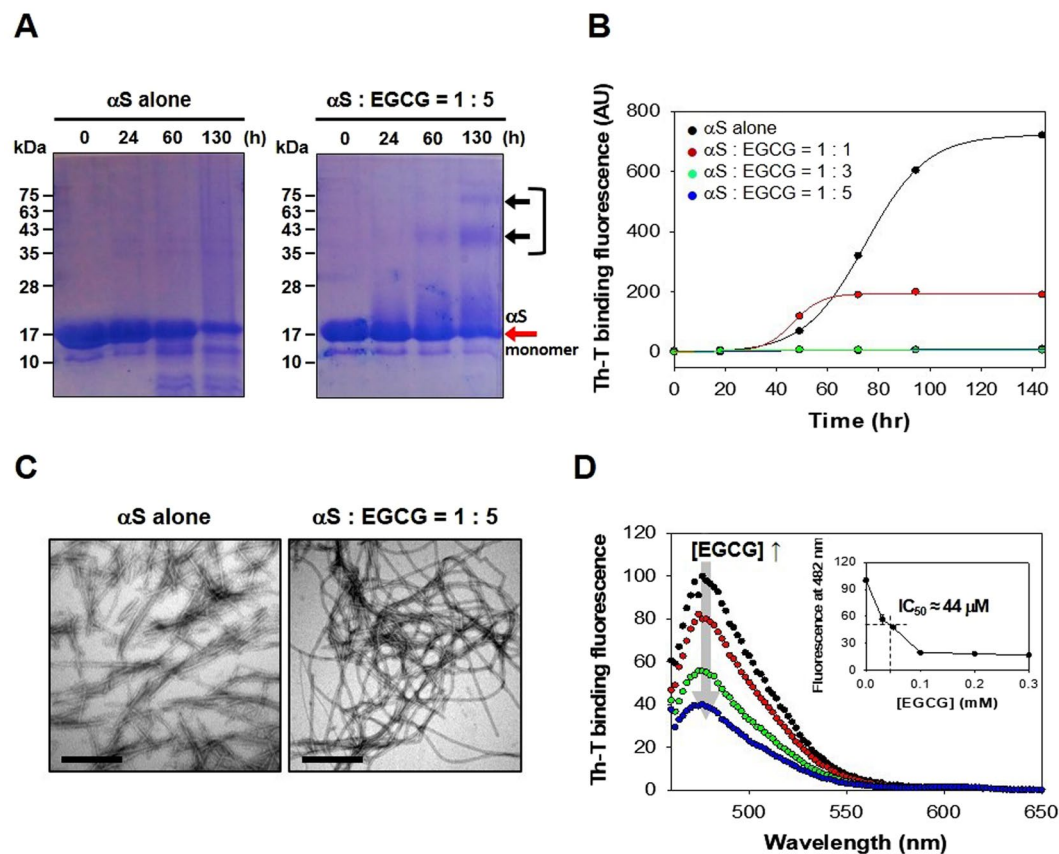 A
αS alone
αS : EGCG = 1 : 5
0 24 60 130 (h)
0 24 60 130 (h)
kDa
75
63
43
35
28
17
10
kDa
75
63
43
35
28
17
10
αS
monomer
B
Th-T binding fluorescence (AU)
800
600
400
200
0
αS alone
αS : EGCG = 1 : 1
αS : EGCG = 1 : 3
αS : EGCG = 1 : 5
0 20 40 60 80 100 120 140
Time (hr)
C
αS alone
αS : EGCG = 1 : 5
D
Th-T binding fluorescence
120
100
80
60
40
20
0
[EGCG] ↑
Fluorescence at 482 nm
120
90
60
30
0
IC50 ≈ 44 μM
0.0 0.1 0.2 0.3
[EGCG] (mM)
500 550 600 650
Wavelength (nm)